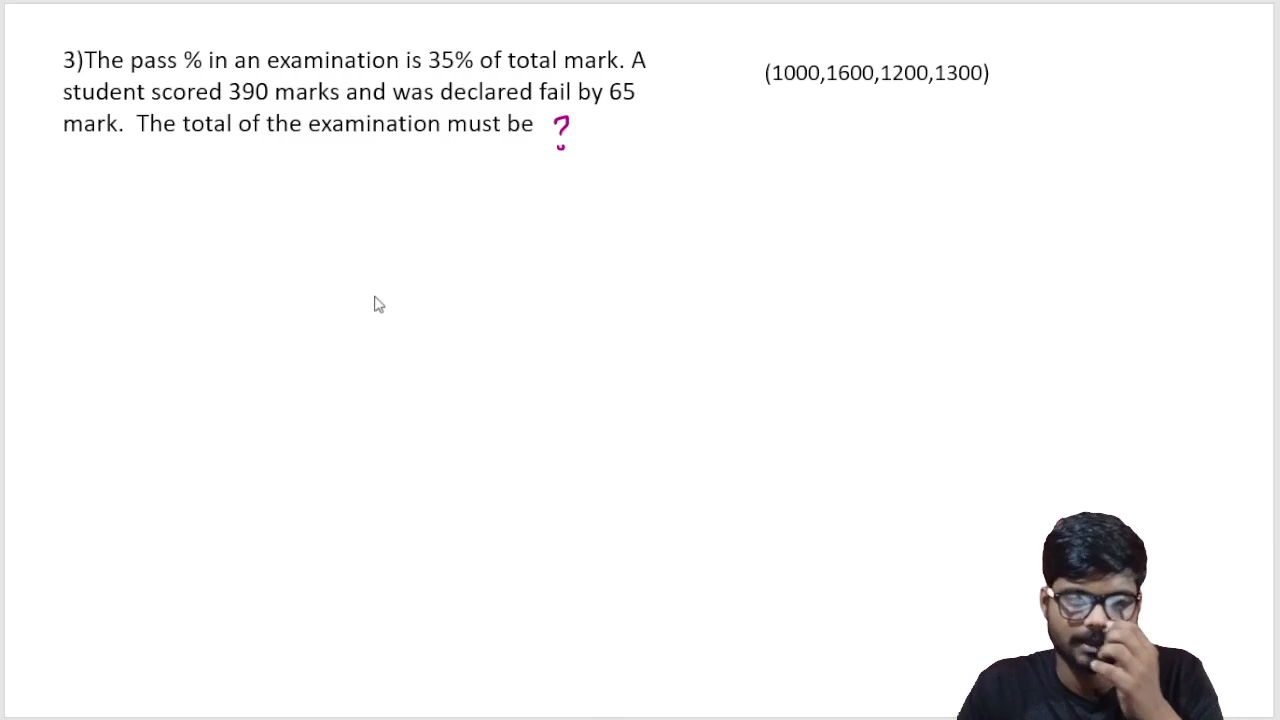 3)The pass % in an examination is 35% of total mark. A
student scored 390 marks and was declared fail by 65
mark.  The total of the examination must be ?
(1000,1600,1200,1300)